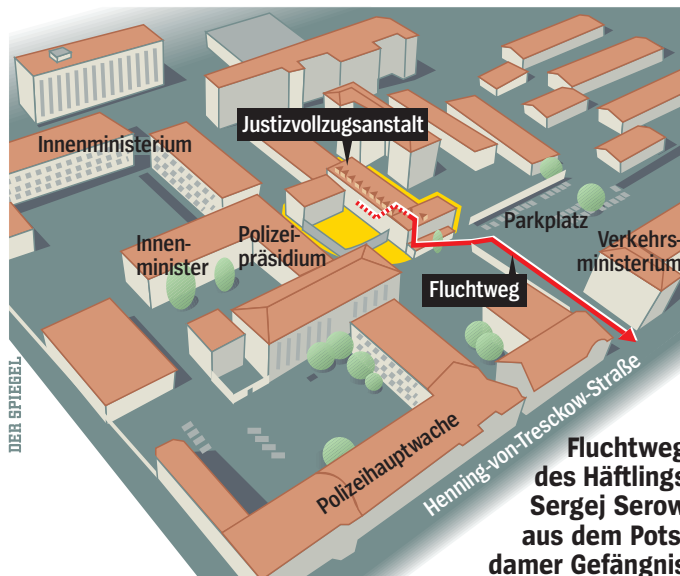 Justizvollzugsanstalt
Innenministerium
Innen-
minister
Polizei-
präsidium
Parkplatz
Verkehrs-
ministerium
Fluchtweg
Polizeihauptwache
Henning-von-Tresckow-Straße
DER SPIEGEL
Fluchtweg
des Häftlings
Sergej Serow
aus dem Pots-
damer Gefängnis